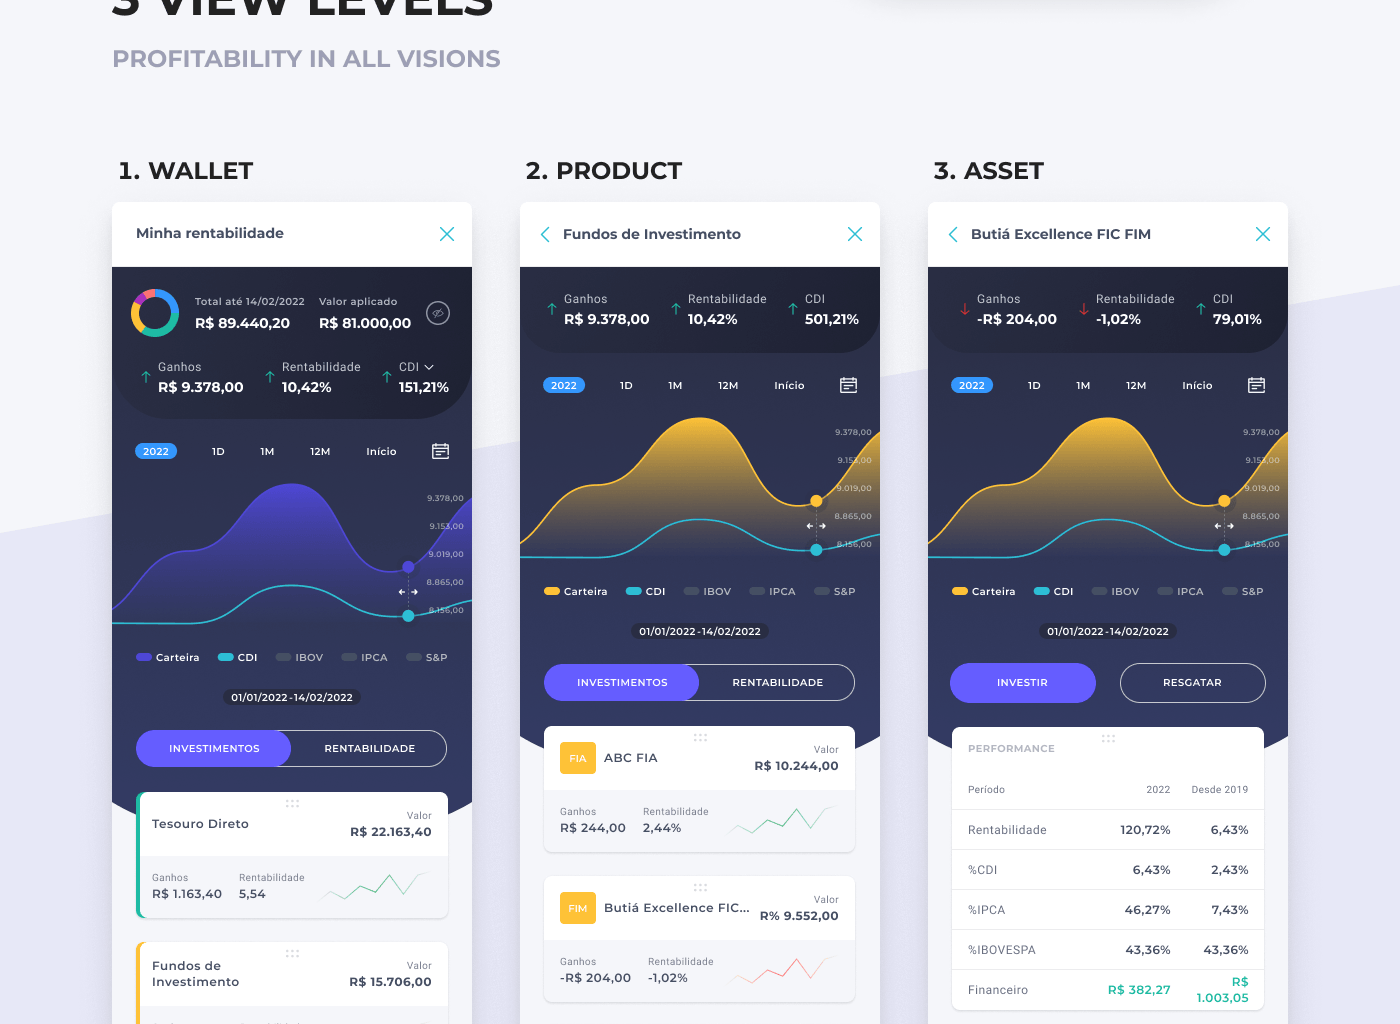 3 VIEW LEVELS
PROFITABILITY IN ALL VISIONS
1. WALLET
Minha rentabilidade
Total até 14/02/2022 Valor aplicado
R$ 89.440,20 R$ 81.000,00
Ganhos Rentabilidade CDI
R$ 9.378,00 10,42% 151,21%
2022 1D 1M 12M Início
9.378,00
9.153,00
9.019,00
8.865,00
8.156,00
Carteira CDI IBOV IPCA S&P
01/01/2022-14/02/2022
INVESTIMENTOS RENTABILIDADE
Tesouro Direto
Valor
R$ 22.163,40
Ganhos Rentabilidade
R$ 1.163,40 5,54
Fundos de
Investimento
Valor
R$ 15.706,00
2. PRODUCT
Fundos de Investimento
Ganhos Rentabilidade CDI
R$ 9.378,00 10,42% 501,21%
2022 1D 1M 12M Início
9.378,00
9.153,00
9.019,00
8.865,00
8.156,00
Carteira CDI IBOV IPCA S&P
01/01/2022-14/02/2022
INVESTIMENTOS RENTABILIDADE
FIA ABC FIA
Valor
R$ 10.244,00
Ganhos Rentabilidade
R$ 244,00 2,44%
FIM Butiá Excellence FIC...
Valor
R% 9.552,00
Ganhos Rentabilidade
-R$ 204,00 -1,02%
3. ASSET
Butiá Excellence FIC FIM
Ganhos Rentabilidade CDI
-R$ 204,00 -1,02% 79,01%
2022 1D 1M 12M Início
9.378,00
9.153,00
9.019,00
8.865,00
8.156,00
Carteira CDI IBOV IPCA S&P
01/01/2022-14/02/2022
INVESTIR RESGATAR
PERFORMANCE
Período 2022 Desde 2019
Rentabilidade 120,72% 6,43%
%CDI 6,43% 2,43%
%IPCA 46,27% 7,43%
%IBOVESPA 43,36% 43,36%
Financeiro R$ 382,27 R$
1.003,05